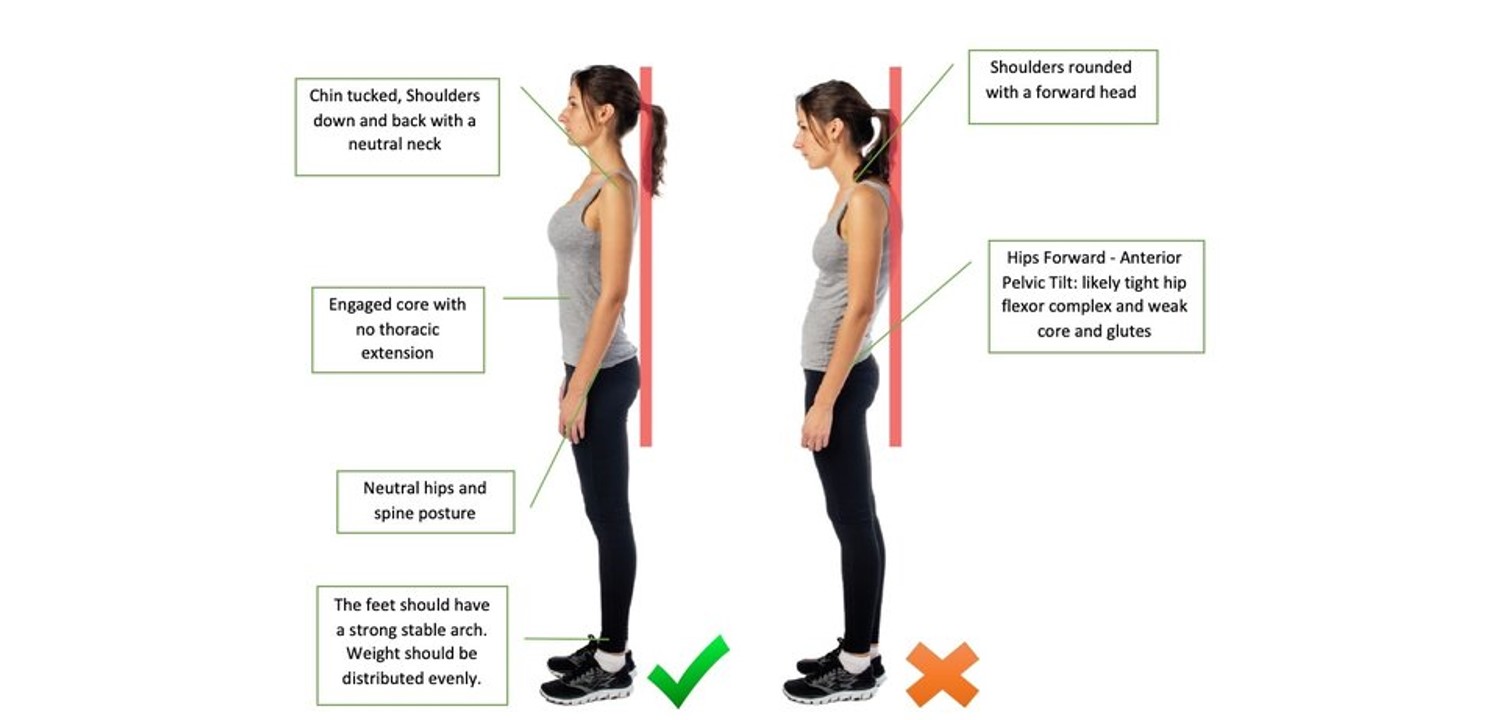 Chin tucked, Shoulders
down and back with a
neutral neck
Engaged core with
no thoracic
extension
Neutral hips and
spine posture
The feet should have
a strong stable arch.
Weight should be
distributed evenly.
Shoulders rounded
with a forward head
Hips Forward - Anterior
Pelvic Tilt: likely tight hip
flexor complex and weak
core and glutes